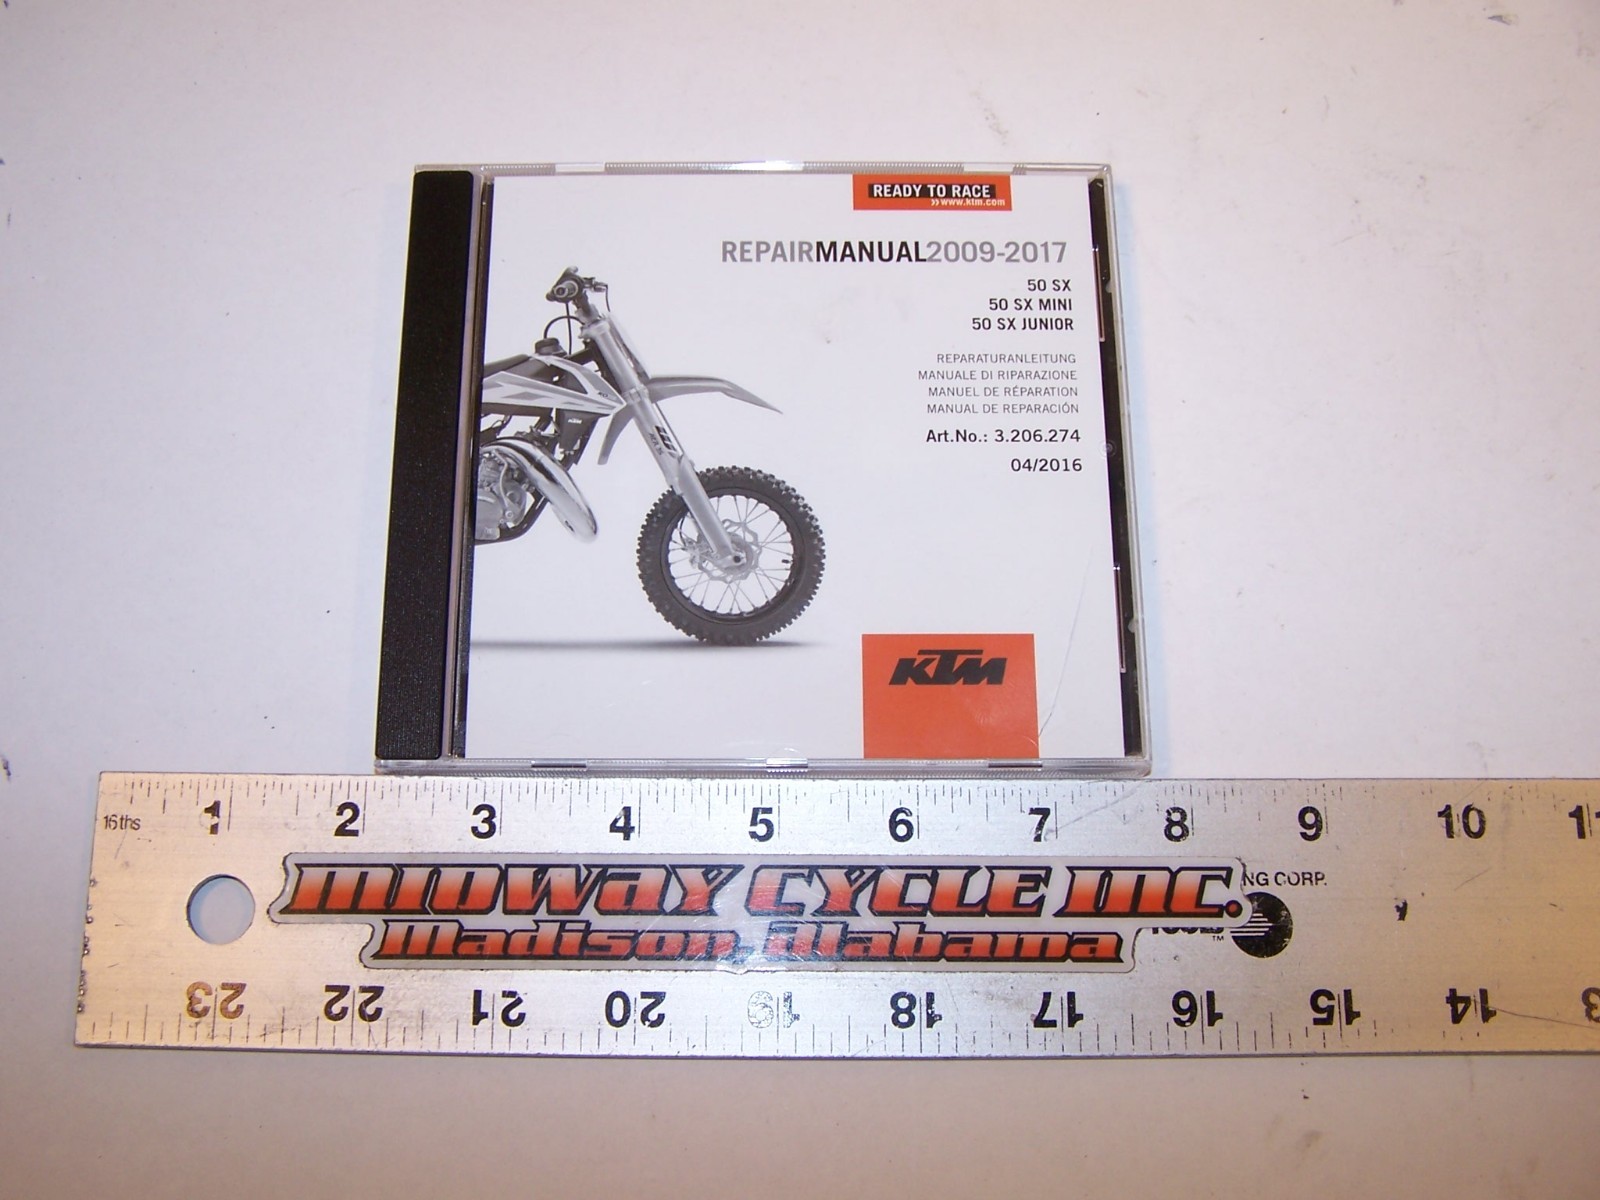 READY TO RACE
»www.ktm.com
REPAIRMANUAL2009-2017
50 SX
50 SX MINI
50 SX JUNIOR
REPARATURANLEITUNG
MANUALE DI RIPARAZIONE
MANUEL DE RÉPARATION
MANUAL DE REPARACIÓN
Art.No.: 3.206.274
04/2016
KTM
16ths 1 2 3 4 5 6 7 8 9 10 11
MIDWAY CYCLE INC.
NG CORP.
Madison, Alabama
TM
23 22 21 20 19 18 17 16 15 14